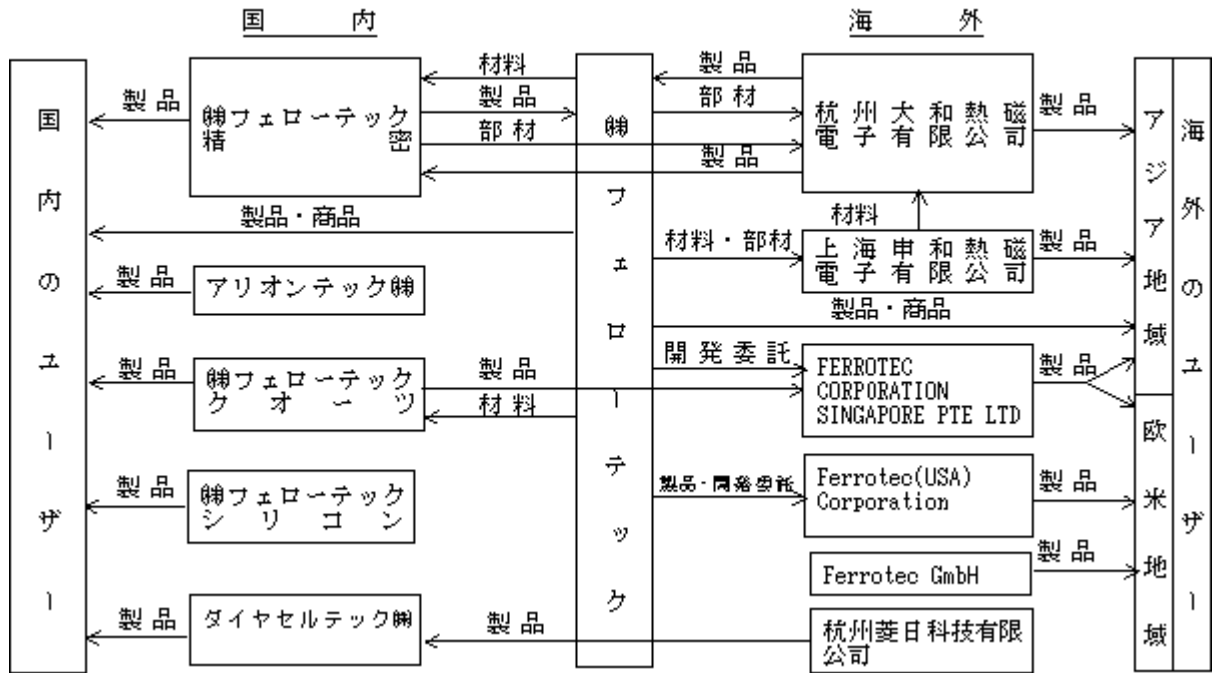 国 内
海 外
国内のユーザー
製品
㈱フェローテック
精 密
材料
製品
部材
製品
部材
製品
杭州大和熱磁
電子有限公司
製品
製品・商品
材料
材料・部材
上海申和熱磁
電子有限公司
製品
製品
アリオンテック㈱
㈱フェローテック
製品・商品
開発委託
製品
㈱フェローテック
クオーツ
製品
材料
FERROTEC
CORPORATION
SINGAPORE PTE LTD
製品
製品
㈱フェローテック
シリコン
製品・開発委託
Ferrotec(USA)
Corporation
製品
Ferrotec GmbH
製品
製品
ダイヤセルテック㈱
製品
杭州菱日科技有限
公司
アジア地域
欧米地域
海外のユーザー